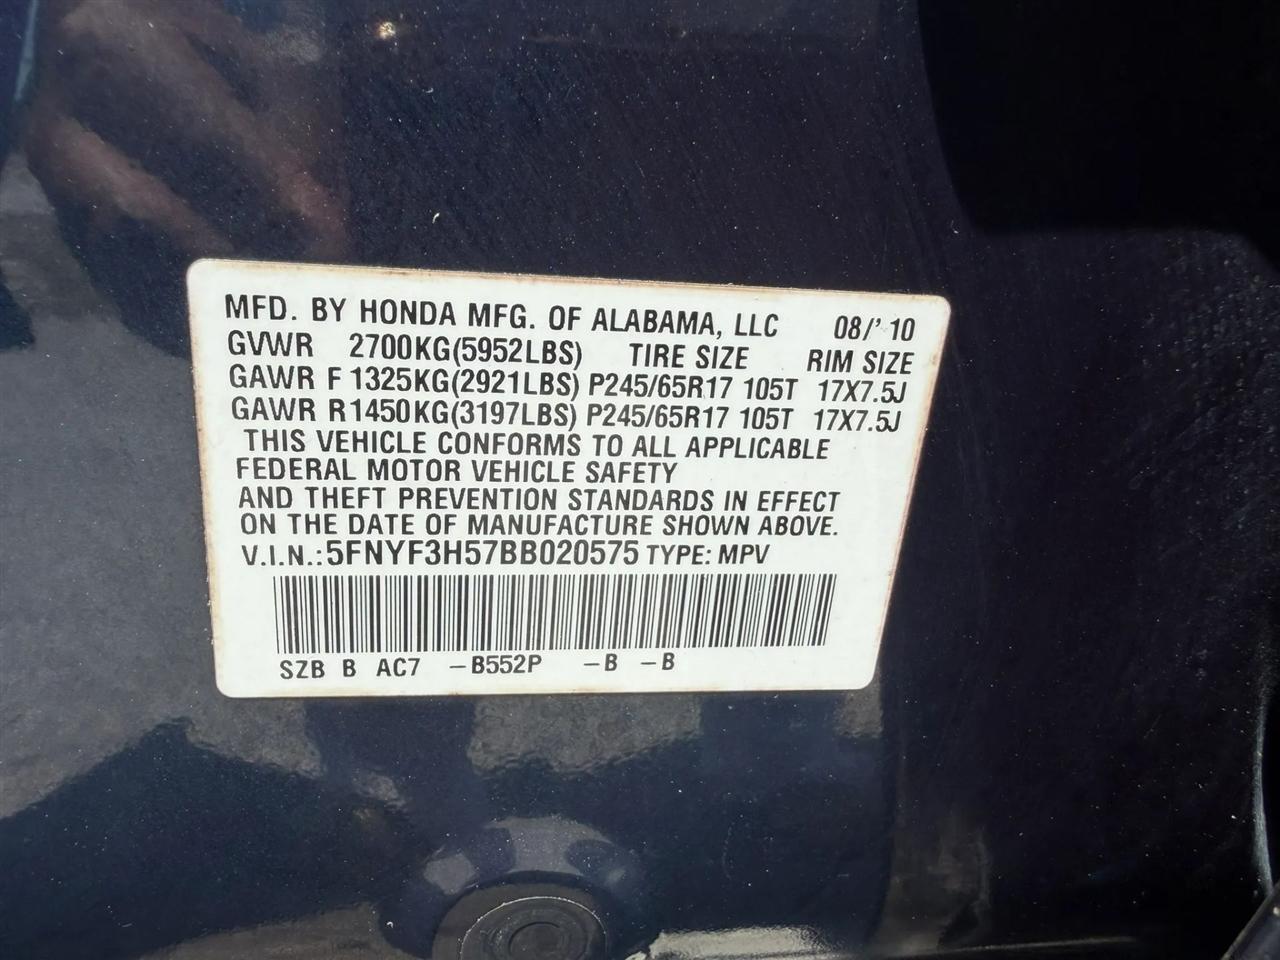 MFD. BY HONDA MFG. OF ALABAMA, LLC 08/'10
GVWR 2700KG(5952LBS) TIRE SIZE RIM SIZE
GAWR F 1325KG(2921LBS) P245/65R17 105T 17X7.5J
GAWR R 1450KG(3197LBS) P245/65R17 105T 17X7.5J
THIS VEHICLE CONFORMS TO ALL APPLICABLE
FEDERAL MOTOR VEHICLE SAFETY
AND THEFT PREVENTION STANDARDS IN EFFECT
ON THE DATE OF MANUFACTURE SHOWN ABOVE.
V.I.N.: 5FNYF3H57BB020575 TYPE: MPV
SZB B AC7 -B552P -B -B